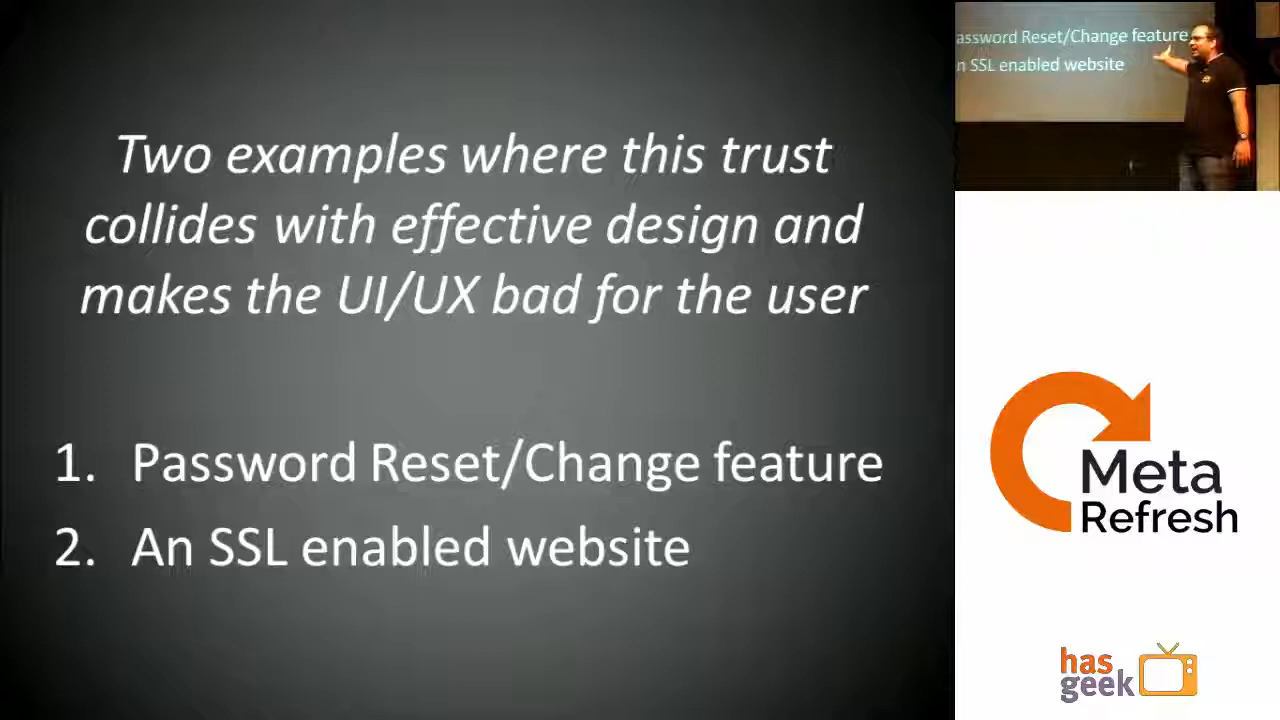 Two examples where this trust
collides with effective design and
makes the UI/UX bad for the user
1. Password Reset/Change feature
2. An SSL enabled website
assword Reset/Change feature
n SSL enabled website
Meta
Refresh
has
geek